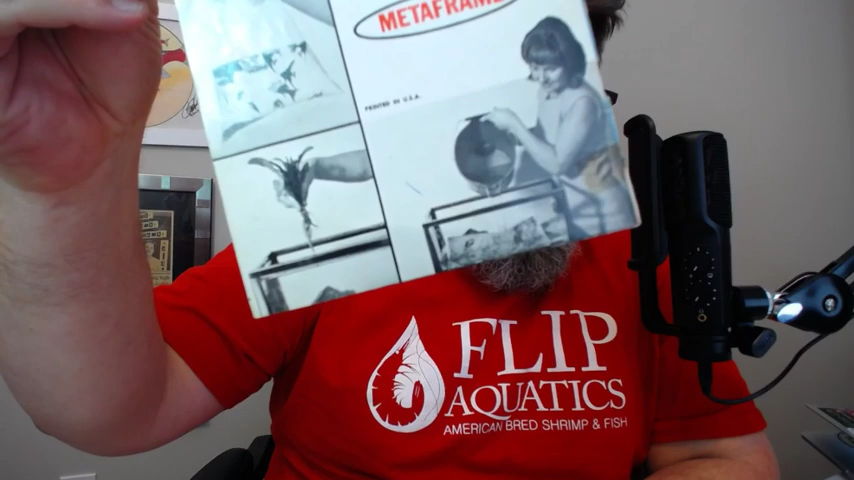 METAFRAME
PRINTED IN U.S.A.
FLIP
AQUATICS
AMERICAN BRED SHRIMP & FISH